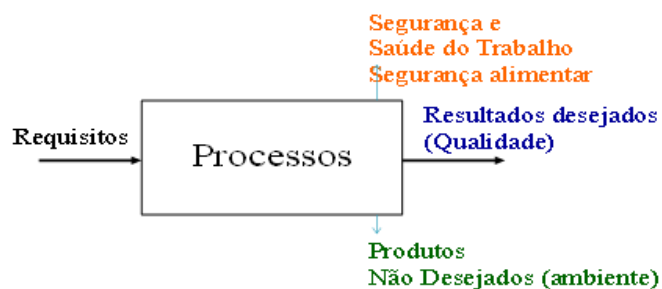 Segurança e
Saúde do Trabalho
Segurança alimentar
Requisitos
Processos
Resultados desejados
(Qualidade)
Produtos
Não Desejados (ambiente)